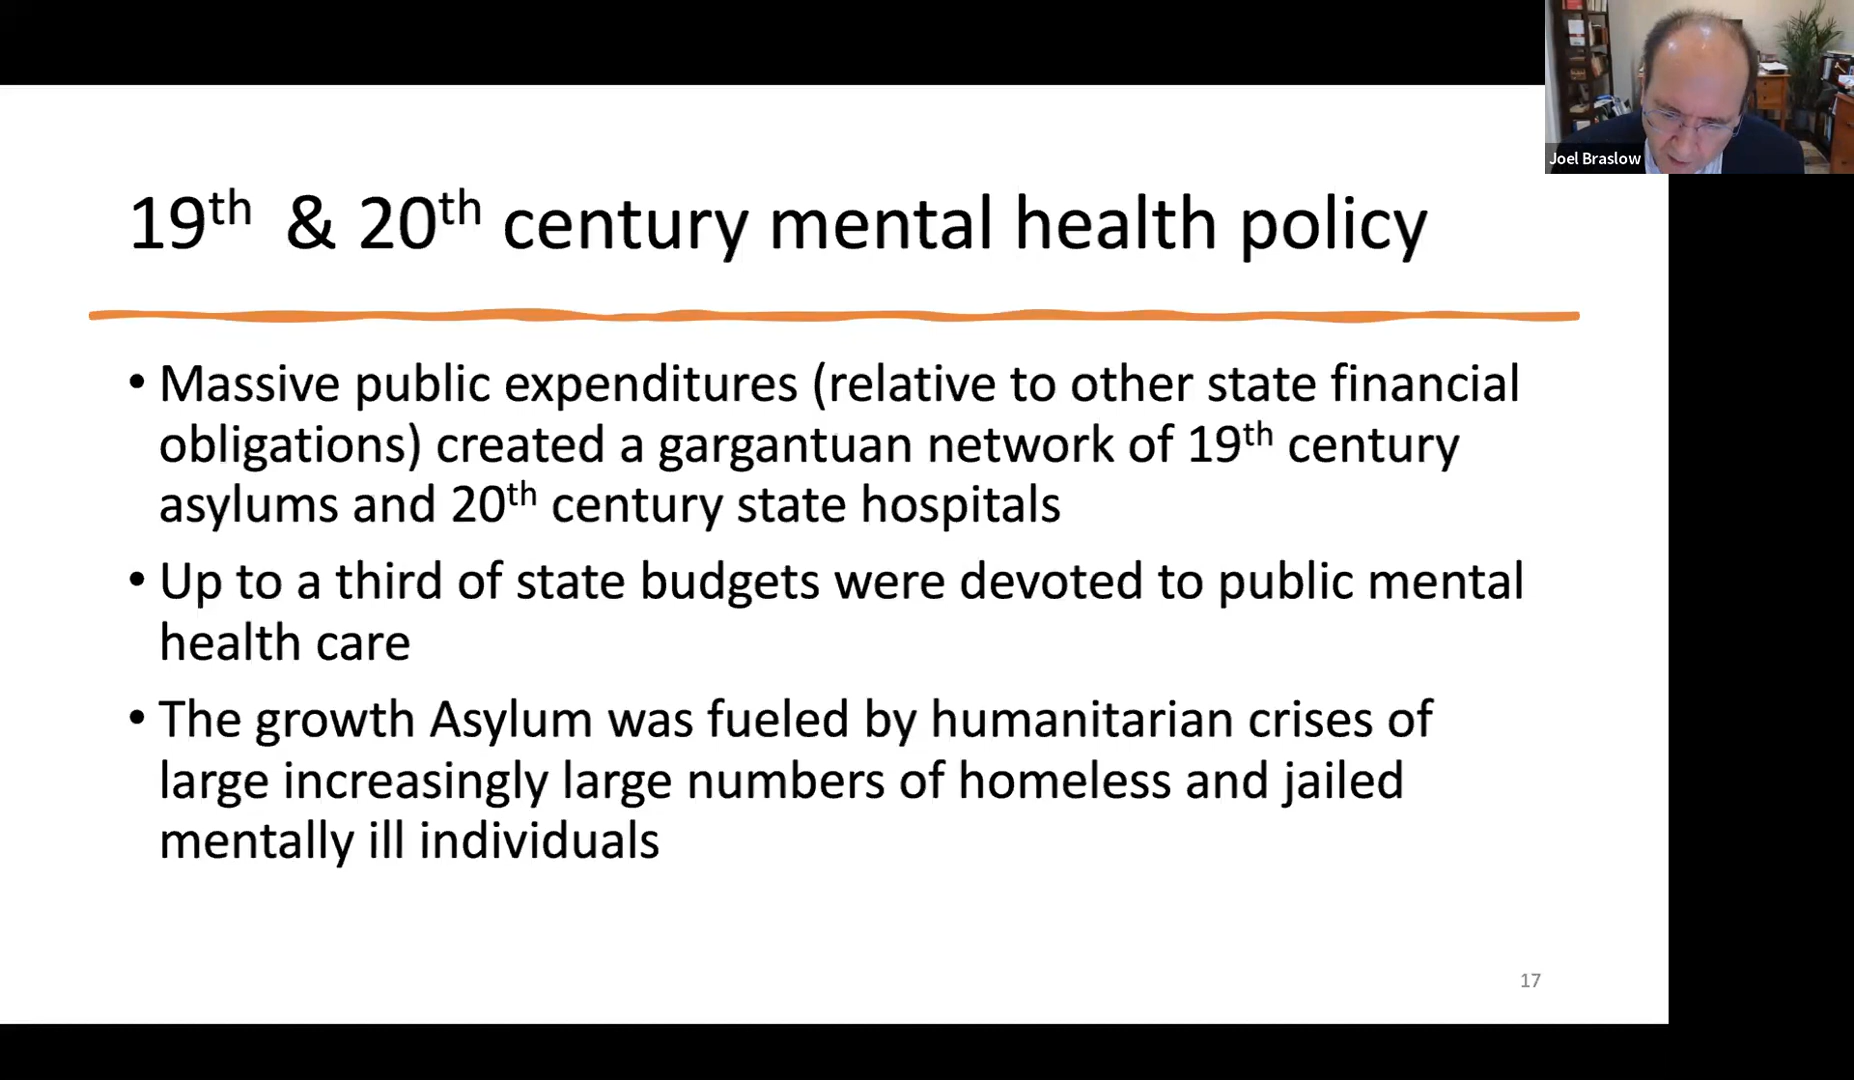 Joel Braslow
19th & 20th century mental health policy
• Massive public expenditures (relative to other state financial
obligations) created a gargantuan network of 19th century
asylums and 20th century state hospitals
• Up to a third of state budgets were devoted to public mental
health care
• The growth Asylum was fueled by humanitarian crises of
large increasingly large numbers of homeless and jailed
mentally ill individuals
17